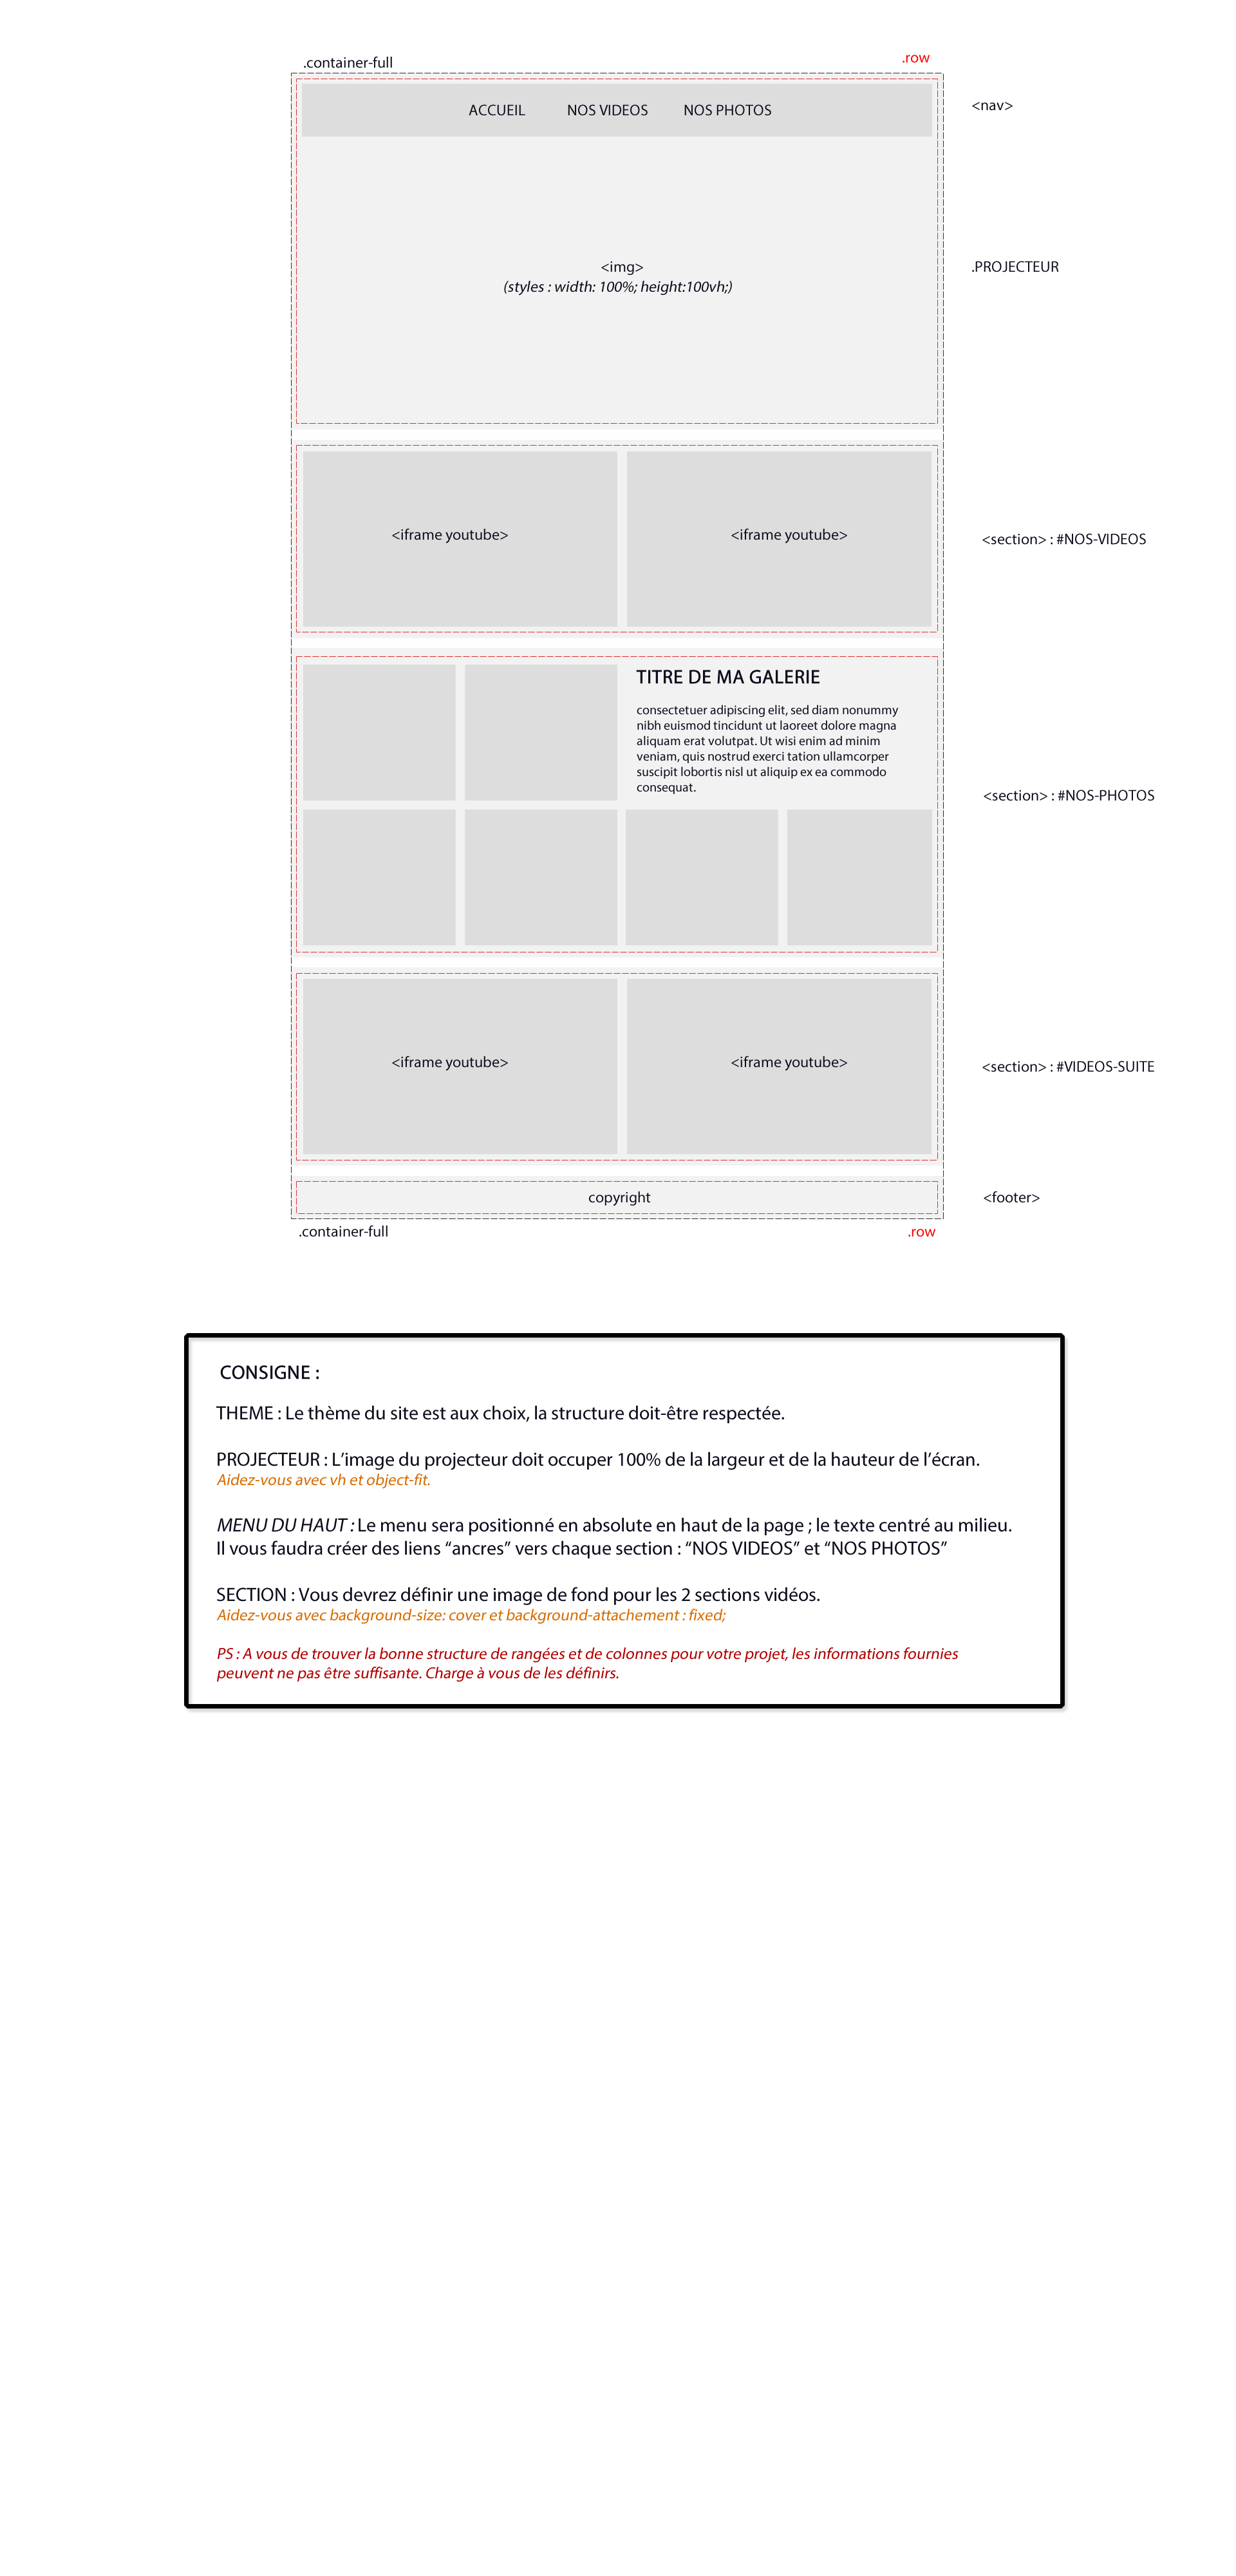 .container-full
.row
ACCUEIL NOS VIDEOS NOS PHOTOS
<nav>
<img>
(styles : width: 100%; height:100vh;)
.PROJECTEUR
<iframe youtube>
<iframe youtube>
<section> : #NOS-VIDEOS
TITRE DE MA GALERIE
consectetuer adipiscing elit, sed diam nonummy
nibh euismod tincidunt ut laoreet dolore magna
aliquam erat volutpat. Ut wisi enim ad minim
veniam, quis nostrud exerci tation ullamcorper
suscipit lobortis nisl ut aliquip ex ea commodo
consequat.
<section> : #NOS-PHOTOS
<iframe youtube>
<iframe youtube>
<section> : #VIDEOS-SUITE
copyright
<footer>
.container-full
.row
CONSIGNE :
THEME : Le thème du site est aux choix, la structure doit-être respectée.
PROJECTEUR : L’image du projecteur doit occuper 100% de la largeur et de la hauteur de l’écran.
Aidez-vous avec vh et object-fit.
MENU DU HAUT : Le menu sera positionné en absolute en haut de la page ; le texte centré au milieu.
Il vous faudra créer des liens “ancres” vers chaque section : “NOS VIDEOS” et “NOS PHOTOS”
SECTION : Vous devrez définir une image de fond pour les 2 sections vidéos.
Aidez-vous avec background-size: cover et background-attachement : fixed;
PS : A vous de trouver la bonne structure de rangées et de colonnes pour votre projet, les informations fournies
peuvent ne pas être suffisante. Charge à vous de les définirs.